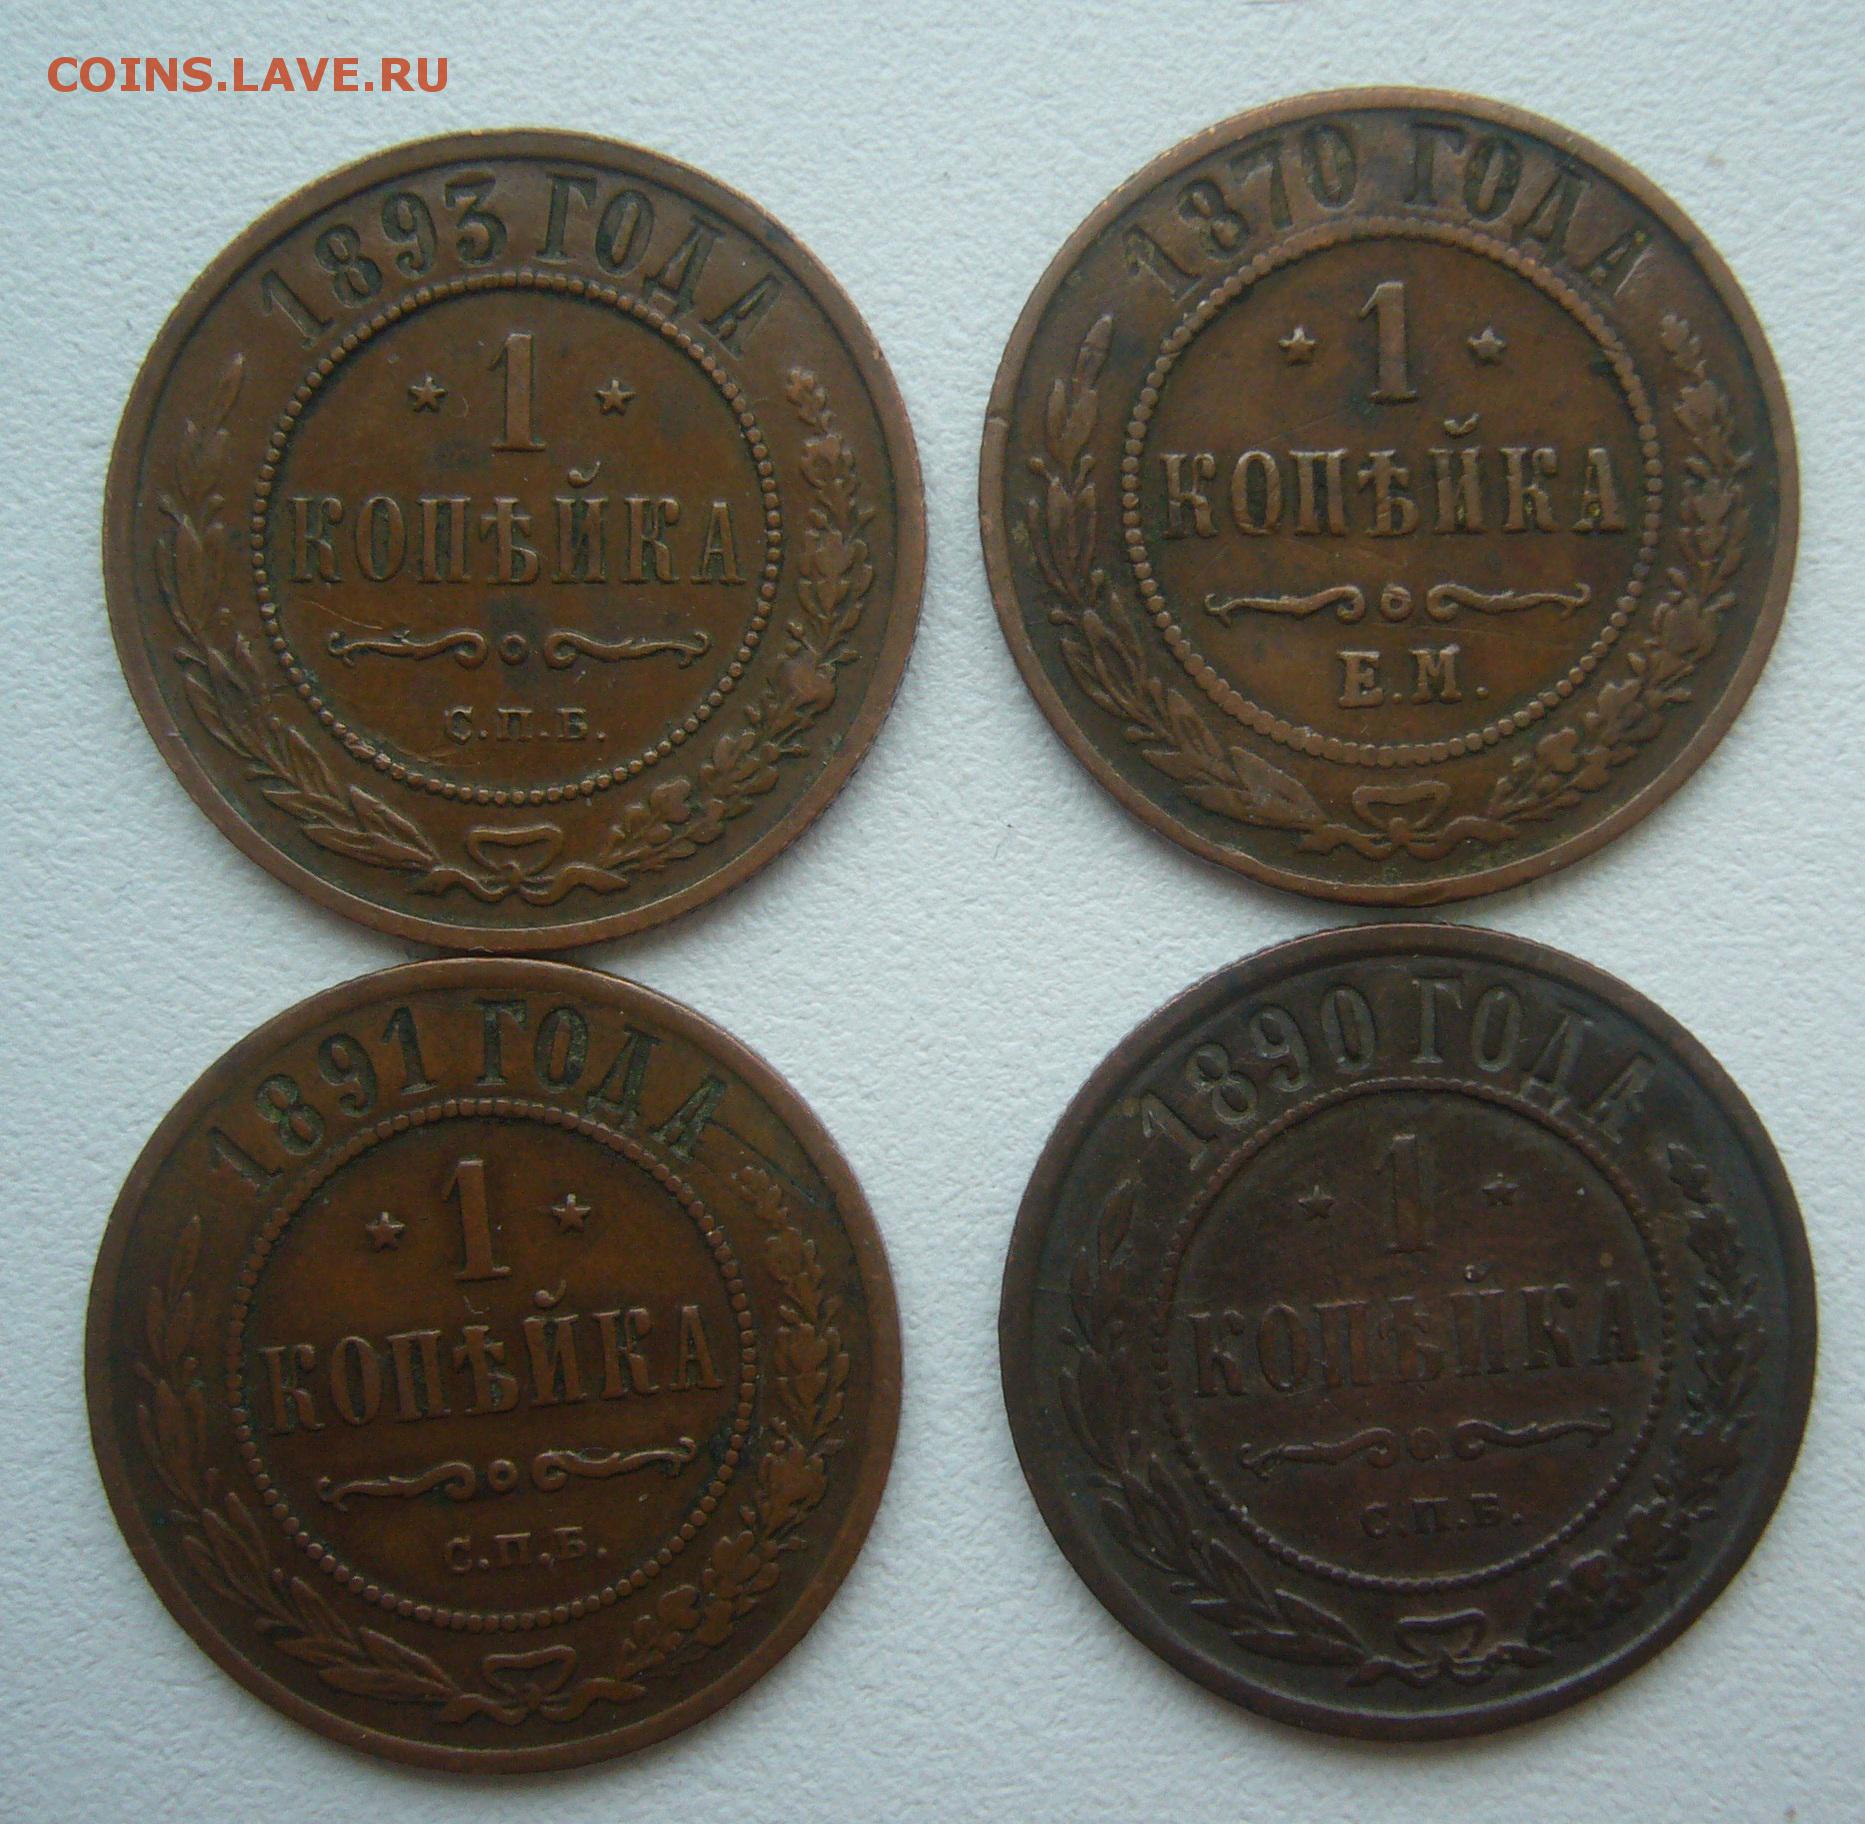 COINS.LAVE.RU
1893 ГОДА
1
КОПѢЙКА
С.П.Б.
1870 ГОДА
1
КОПѢЙКА
Е.М.
1891 ГОДА
1
КОПѢЙКА
С.П.Б.
1890 ГОДА
1
КОПѢЙКА
С.П.Б.